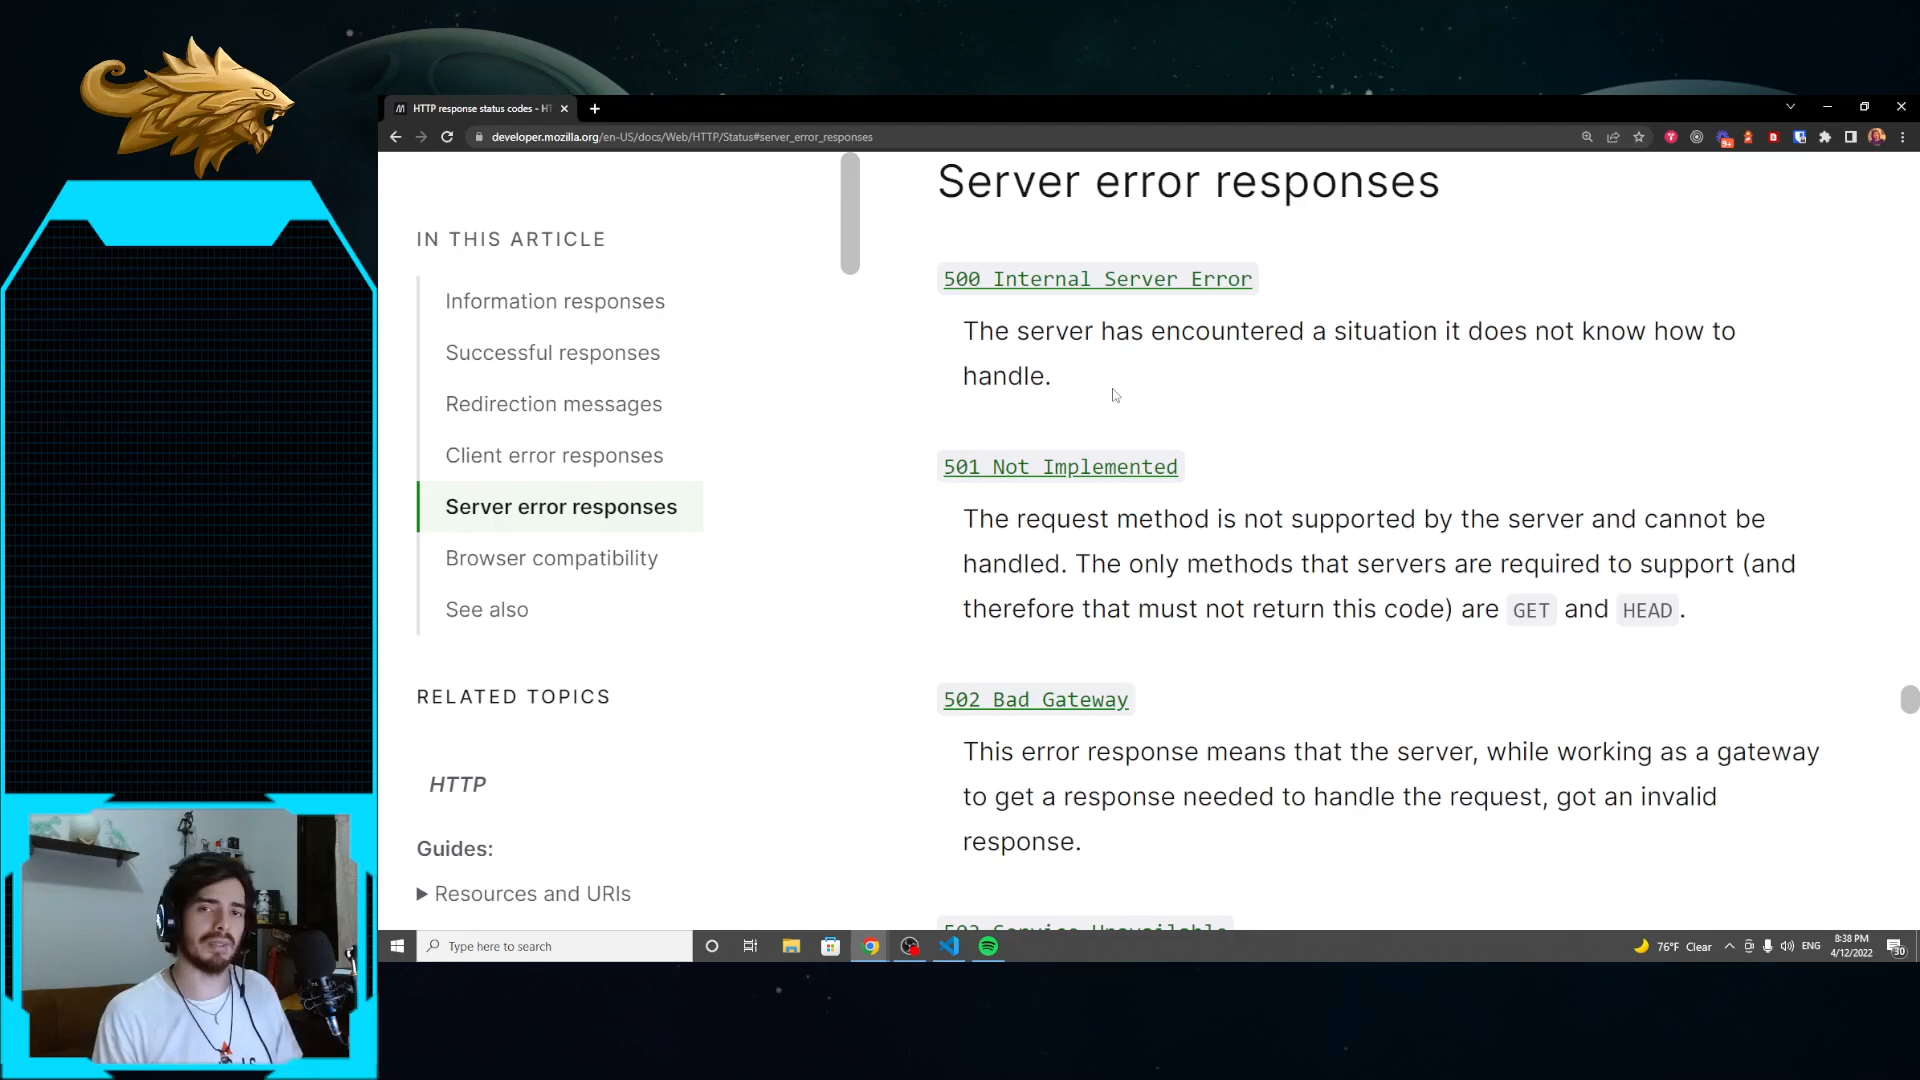 HTTP response status codes - HT
developer.mozilla.org/en-US/docs/Web/HTTP/Status#server_error_responses
9+
IN THIS ARTICLE
Information responses
Successful responses
Redirection messages
Client error responses
Server error responses
Browser compatibility
See also
RELATED TOPICS
HTTP
Guides:
Resources and URIs
Server error responses
500 Internal Server Error
The server has encountered a situation it does not know how to
handle.
501 Not Implemented
The request method is not supported by the server and cannot be
handled. The only methods that servers are required to support (and
therefore that must not return this code) are GET and HEAD.
502 Bad Gateway
This error response means that the server, while working as a gateway
to get a response needed to handle the request, got an invalid
response.
503 Service Unavailable
Type here to search
76°F Clear
ENG
8:38 PM
4/12/2022
30